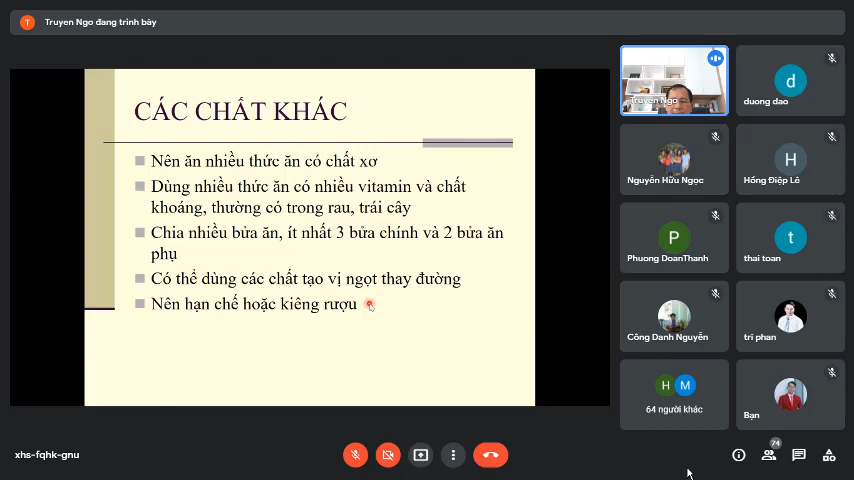 T
Truyen Ngo đang trình bày
CÁC CHẤT KHÁC
Nên ăn nhiều thức ăn có chất xơ
Dùng nhiều thức ăn có nhiều vitamin và chất
khoáng, thường có trong rau, trái cây
Chia nhiều bửa ăn, ít nhất 3 bửa chính và 2 bửa ăn
phụ
Có thể dùng các chất tạo vị ngọt thay đường
Nên hạn chế hoặc kiêng rượu
Truyen Ngo
d
duong dao
Nguyễn Hữu Ngọc
H
Hồng Điệp Lê
P
Phuong DoanThanh
t
thai toan
Công Danh Nguyễn
tri phan
H
M
64 người khác
Bạn
xhs-fqhk-gnu
74